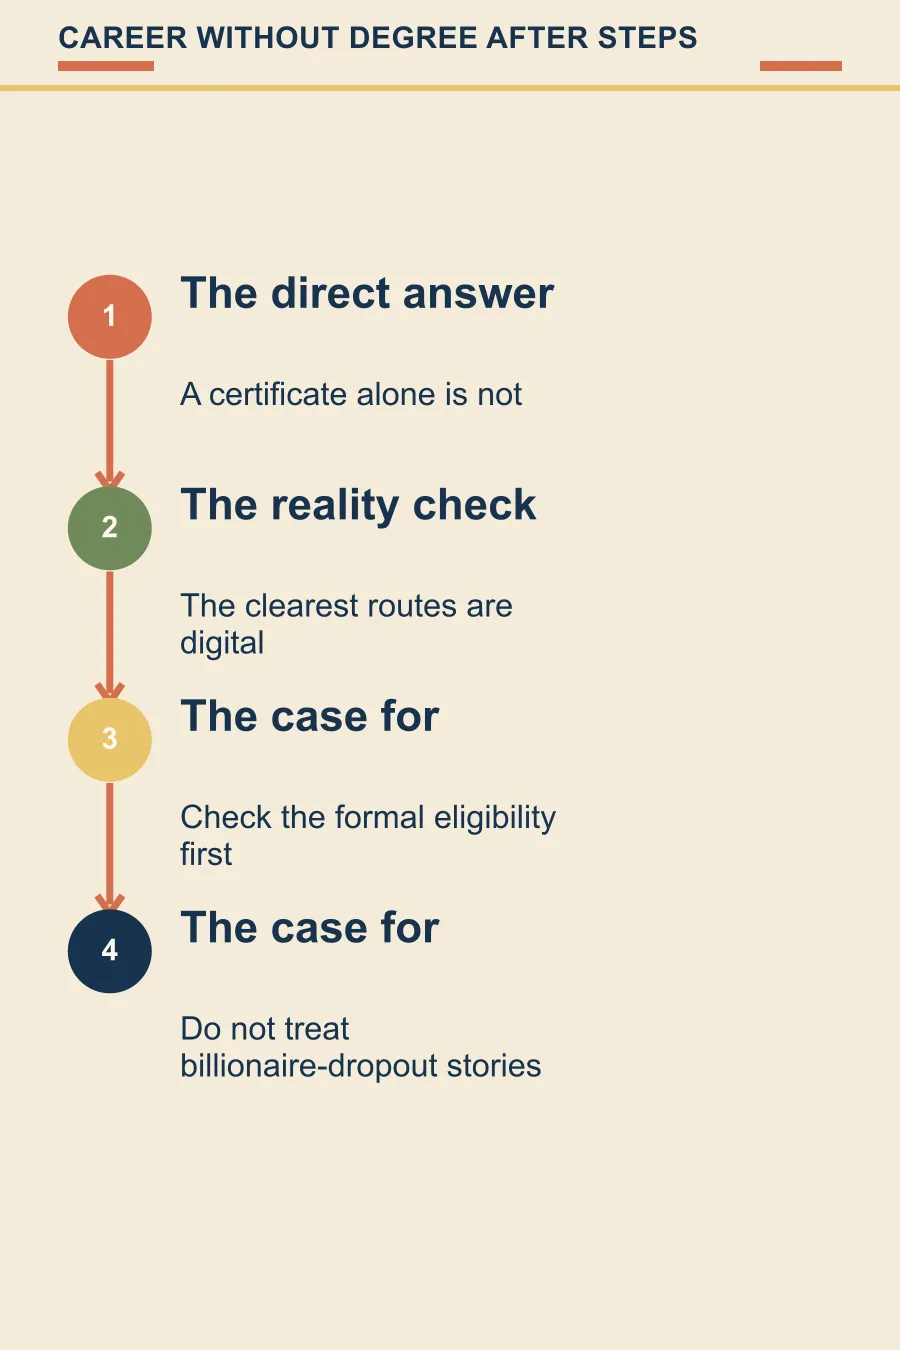 CAREER WITHOUT DEGREE AFTER STEPS
1
The direct answer
A certificate alone is not
2
The reality check
The clearest routes are
digital
3
The case for
Check the formal eligibility
first
4
The case for
Do not treat
billionaire-dropout stories